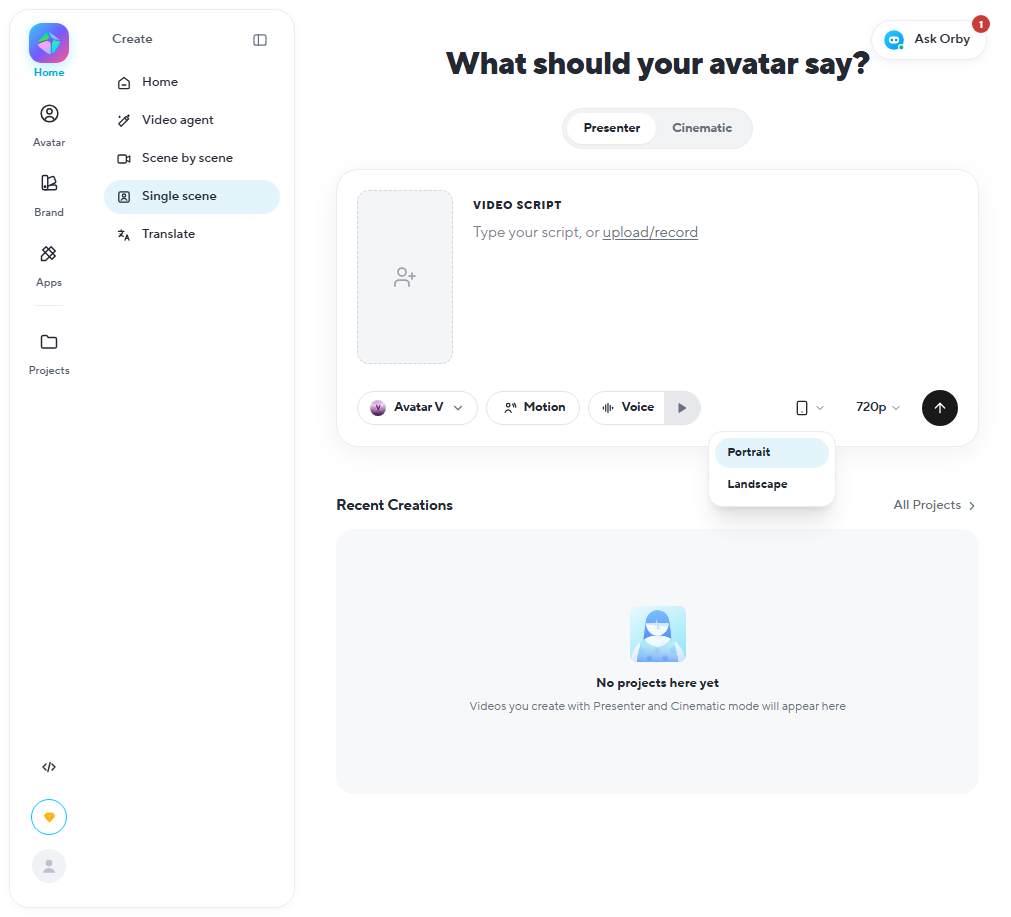 Home
Avatar
Brand
Apps
Projects
Create
Home
Video agent
Scene by scene
Single scene
Translate
Ask Orby
1
What should your avatar say?
Presenter
Cinematic
VIDEO SCRIPT
Type your script, or upload/record
V
Avatar V
Motion
Voice
720p
Portrait
Landscape
Recent Creations
All Projects
No projects here yet
Videos you create with Presenter and Cinematic mode will appear here